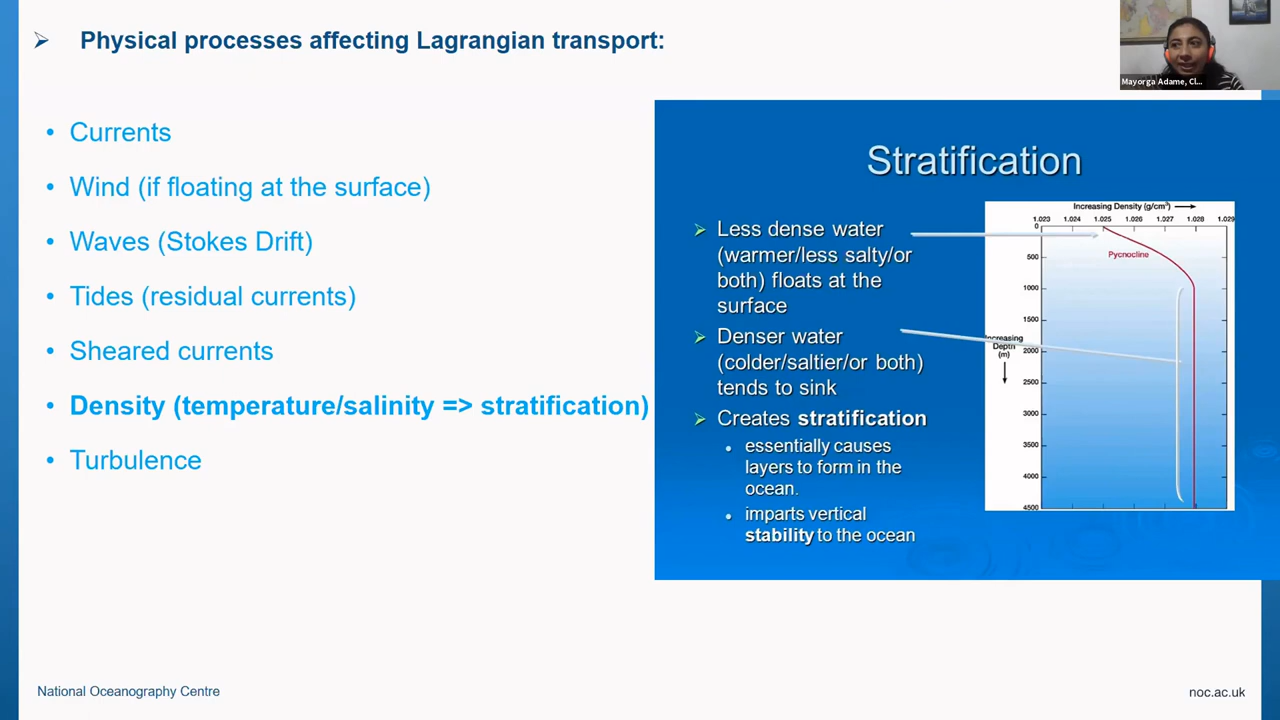 Physical processes affecting Lagrangian transport:
Mayorga Adame, Cl...
• Currents
• Wind (if floating at the surface)
• Waves (Stokes Drift)
• Tides (residual currents)
• Sheared currents
• Density (temperature/salinity => stratification)
• Turbulence
Stratification
Less dense water
(warmer/less salty/or
both) floats at the
surface
Denser water
(colder/saltier/or both)
tends to sink
Creates stratification
• essentially causes
layers to form in the
ocean.
• imparts vertical
stability to the ocean
Increasing Density (g/cm³)
1.023 1.024 1.025 1.026 1.027 1.028 1.029
0
Pycnocline
500
1000
1500
Increasing
Depth
(m)
2000
2500
3000
3500
4000
4500
National Oceanography Centre
noc.ac.uk